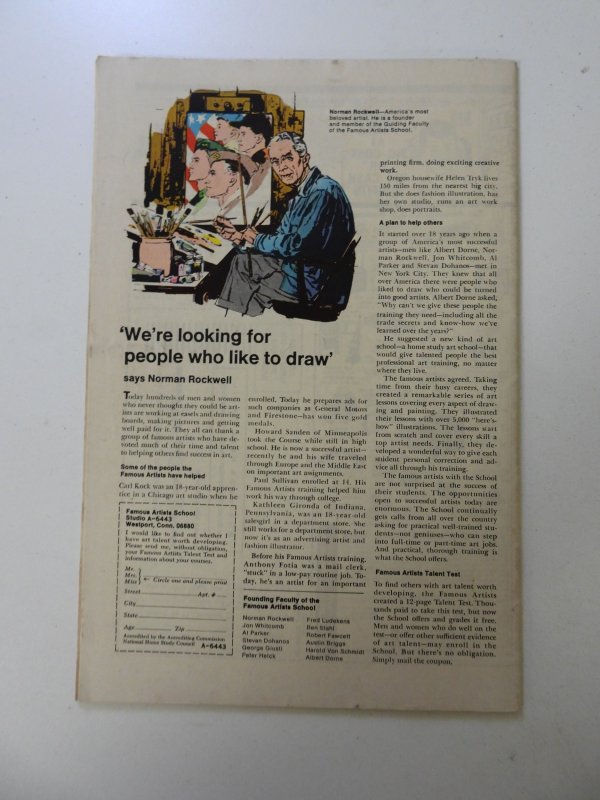 Norman Rockwell—America's most
beloved artist. He is a founder
and member of the Guiding Faculty
of the Famous Artists School.
'We're looking for
people who like to draw'
says Norman Rockwell
Today hundreds of men and women
who never thought they could be art-
ists are working at easels and drawing
boards, making pictures and getting
well paid for it. They all can thank a
group of famous artists who have de-
voted much of their time and talent
to helping others find success in art.
Some of the people the
Famous Artists have helped
Carl Kock was an 18-year-old appren-
tice in a Chicago art studio when he
enrolled. Today he prepares ads for
such companies as General Motors
and Firestone—has won five gold
medals.
Howard Sanden of Minneapolis
took the Course while still in high
school. He is now a successful artist—
recently he and his wife traveled
through Europe and the Middle East
on important art assignments.
Paul Sullivan enrolled at 14. His
Famous Artists training helped him
work his way through college.
Kathleen Gironda of Indiana,
Pennsylvania, was an 18-year-old
salesgirl in a department store. She
still works for a department store, but
now it's as an advertising artist and
fashion illustrator.
Before his Famous Artists training,
Anthony Fotia was a mail clerk,
"stuck" in a low-pay routine job. To-
day, he's an artist for an important
printing firm, doing exciting creative
work.
Oregon housewife Helen Tryk lives
150 miles from the nearest big city.
But she does fashion illustration, has
her own studio, runs an art work
shop, does portraits.
A plan to help others
It started over 18 years ago when a
group of America's most successful
artists—men like Albert Dorne, Nor-
man Rockwell, Jon Whitcomb, Al
Parker and Stevan Dohanos—met in
New York City. They knew that all
over America there were people who
liked to draw who could be turned
into good artists. Albert Dorne asked,
"Why can't we give these people the
training they need—including all the
trade secrets and know-how we've
learned over the years?"
He suggested a new kind of art
school—a home study art school—that
would give talented people the best
professional art training, no matter
where they live.
The famous artists agreed. Taking
time from their busy careers, they
created a remarkable series of art
lessons covering every aspect of draw-
ing and painting. They illustrated
their lessons with over 5,000 "here's-
how" illustrations. The lessons start
from scratch and cover every skill a
top artist needs. Finally, they de-
veloped a wonderful way to give each
student personal correction and ad-
vice all through his training.
The famous artists with the School
are not surprised at the success of
their students. The opportunities
open to successful artists today are
enormous. The School continually
gets calls from all over the country
asking for practical well-trained stu-
dents—not geniuses—who can step
into full-time or part-time art jobs.
And practical, thorough training is
what the School offers.
Famous Artists Talent Test
To find others with art talent worth
developing, the Famous Artists
created a 12-page Talent Test. Thou-
sands paid to take this test, but now
the School offers and grades it free.
Men and women who do well on the
test—or offer other sufficient evidence
of art talent—may enroll in the
School. But there's no obligation.
Simply mail the coupon.
Famous Artists School
Studio A-6443
Westport, Conn. 06880
I would like to find out whether I
have art talent worth developing.
Please send me, without obligation,
your Famous Artists Talent Test and
information about your courses.
Mr.
Mrs.
Miss
← Circle one and please print
Street Apt. #
City
State
Age Zip
Accredited by the Accrediting Commission
National Home Study Council A-6443
Founding Faculty of the
Famous Artists School
Norman Rockwell
Jon Whitcomb
Al Parker
Stevan Dohanos
George Giusti
Peter Helck
Fred Ludekens
Ben Stahl
Robert Fawcett
Austin Briggs
Harold Von Schmidt
Albert Dorne